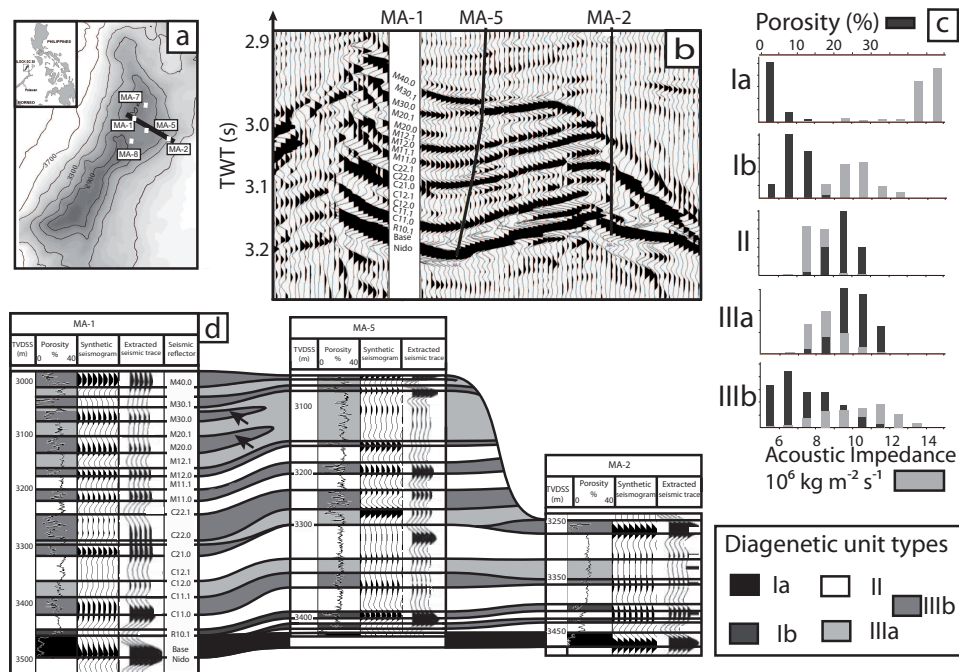 a
PHILIPPINES
BORNEO
MA-7
MA-1
MA-5
MA-8
MA-2
3700
3300
MA-1
MA-5
MA-2
b
TWT (s)
2.9
3.0
3.1
3.2
M40.0
M30.1
M30.0
M20.1
M20.0
M12.1
M12.0
M11.1
M11.0
C22.1
C22.0
C21.0
C12.1
C12.0
C11.1
C11.0
R10.1
Base
Nido
Porosity (%)
c
0 10 20 30
Ia
Ib
II
IIIa
IIIb
6 8 10 12 14
Acoustic Impedance
10⁶ kg m⁻² s⁻¹
d
MA-1
TVDSS (m)
Porosity %
0 40
Synthetic seismogram
Extracted seismic trace
Seismic reflector
3000
3100
3200
3300
3400
3500
M40.0
M30.1
M30.0
M20.1
M20.0
M12.1
M12.0
M11.1
M11.0
C22.1
C22.0
C21.0
C12.1
C12.0
C11.1
C11.0
R10.1
Base
Nido
MA-5
TVDSS (m)
Porosity %
0 40
Synthetic seismogram
Extracted seismic trace
3100
3200
3300
3400
MA-2
TVDSS (m)
Porosity %
0 40
Synthetic seismogram
Extracted seismic trace
3250
3350
3450
Diagenetic unit types
Ia
II
IIIb
Ib
IIIa